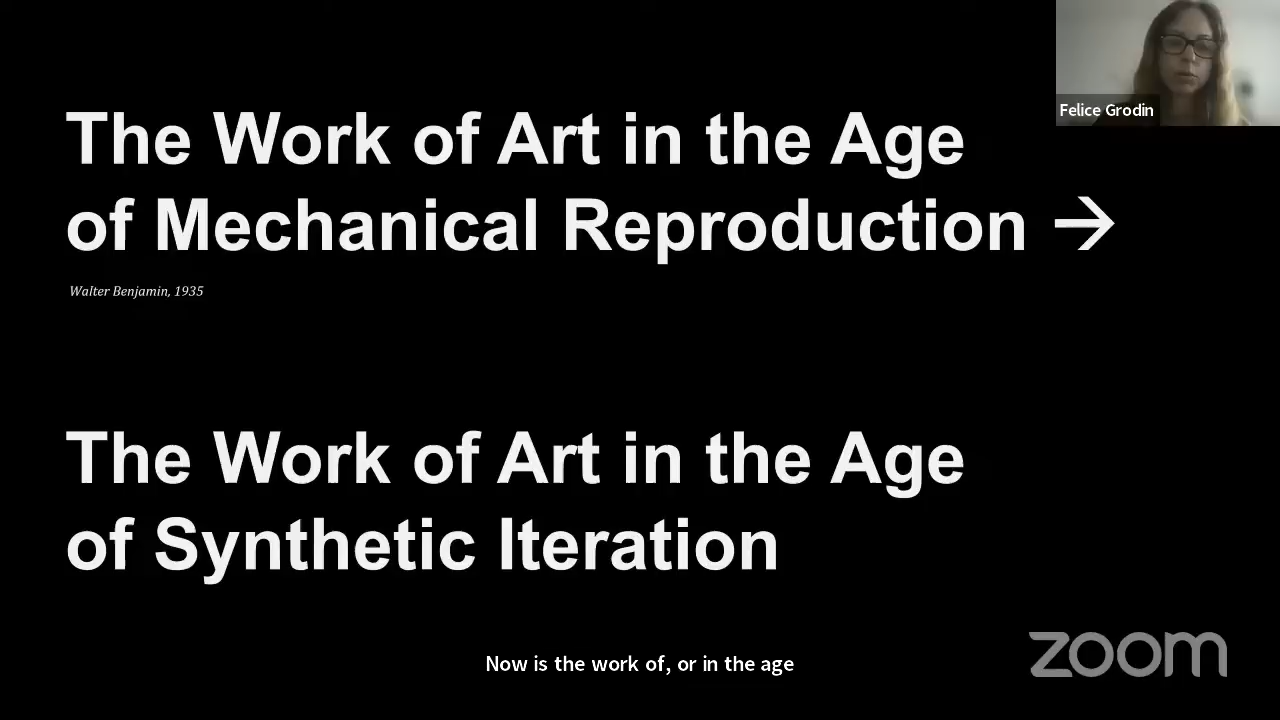 Felice Grodin
The Work of Art in the Age
of Mechanical Reproduction →
Walter Benjamin, 1935
The Work of Art in the Age
of Synthetic Iteration
Now is the work of, or in the age
zoom